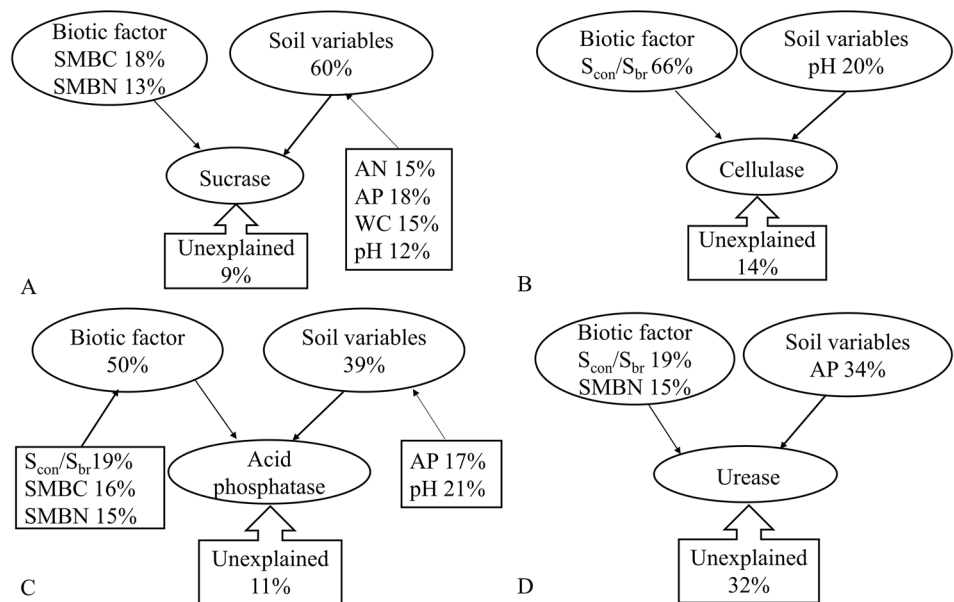 Biotic factor
SMBC 18%
SMBN 13%
Soil variables
60%
Sucrase
AN 15%
AP 18%
WC 15%
pH 12%
Unexplained
9%
A
Biotic factor
Scon/Sbr 66%
Soil variables
pH 20%
Cellulase
Unexplained
14%
B
Biotic factor
50%
Soil variables
39%
Scon/Sbr19%
SMBC 16%
SMBN 15%
Acid
phosphatase
AP 17%
pH 21%
Unexplained
11%
C
Biotic factor
Scon/Sbr 19%
SMBN 15%
Soil variables
AP 34%
Urease
Unexplained
32%
D